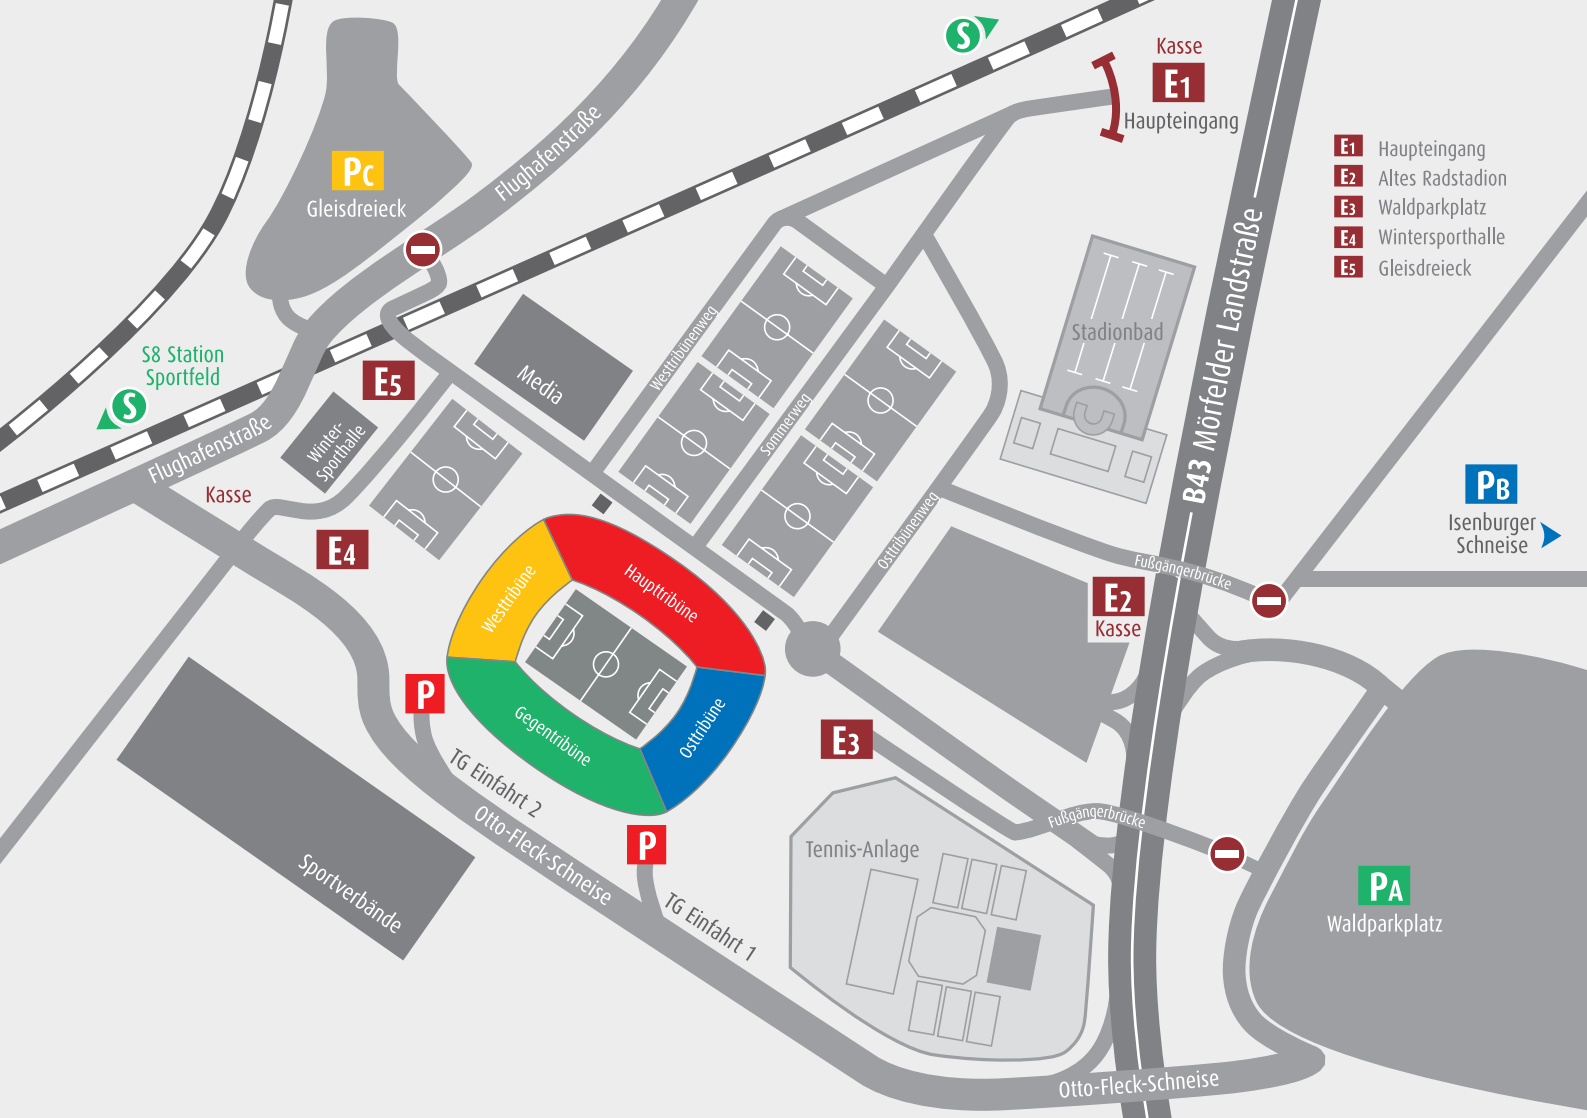 S
Kasse
E1
Haupteingang
E1 Haupteingang
E2 Altes Radstadion
E3 Waldparkplatz
E4 Wintersporthalle
E5 Gleisdreieck
PC
Gleisdreieck
Flughafenstraße
S8 Station
Sportfeld
S
Flughafenstraße
E5
Winter-
Sporthalle
Kasse
E4
Media
Westtribünenweg
Sommerweg
Osttribünenweg
Stadionbad
B43 Mörfelder Landstraße
PB
Isenburger
Schneise
Fußgängerbrücke
E2
Kasse
Westtribüne
Haupttribüne
Gegentribüne
Osttribüne
P
TG Einfahrt 2
P
TG Einfahrt 1
Otto-Fleck-Schneise
Sportverbände
E3
Fußgängerbrücke
Tennis-Anlage
PA
Waldparkplatz
Otto-Fleck-Schneise